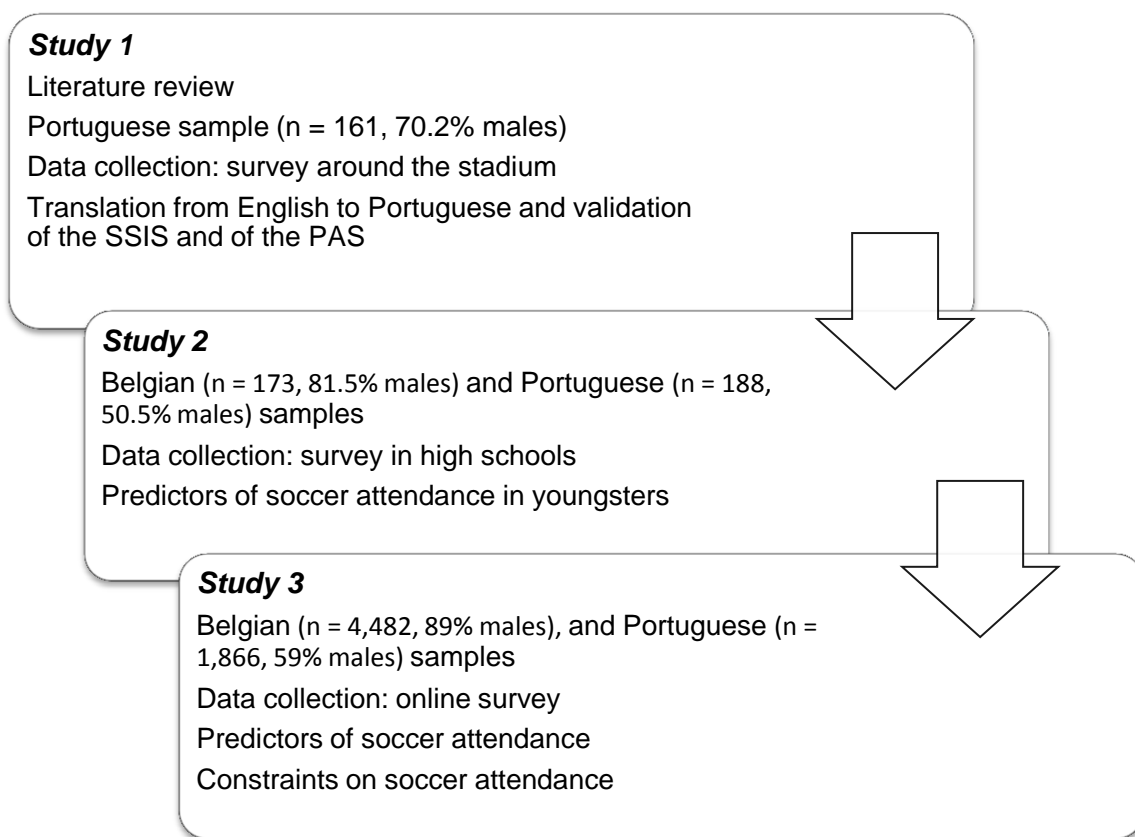 Study 1
Literature review
Portuguese sample (n = 161, 70.2% males)
Data collection: survey around the stadium
Translation from English to Portuguese and validation
of the SSIS and of the PAS
Study 2
Belgian (n = 173, 81.5% males) and Portuguese (n = 188,
50.5% males) samples
Data collection: survey in high schools
Predictors of soccer attendance in youngsters
Study 3
Belgian (n = 4,482, 89% males), and Portuguese (n =
1,866, 59% males) samples
Data collection: online survey
Predictors of soccer attendance
Constraints on soccer attendance